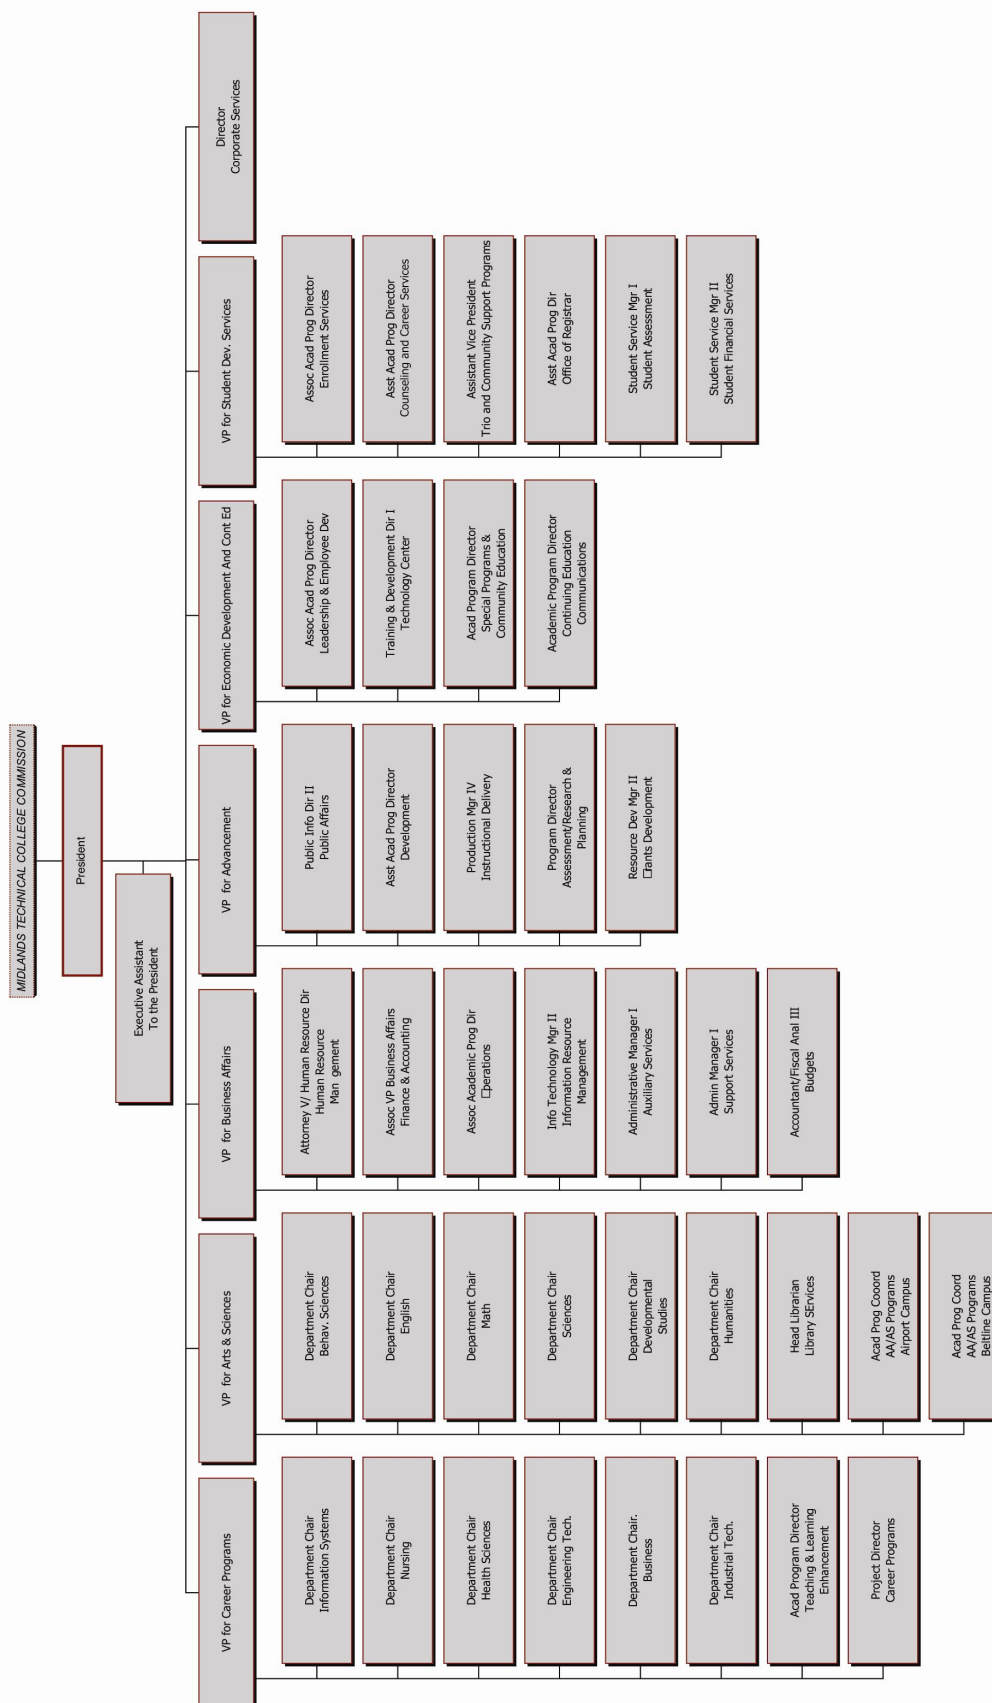 MIDLANDS TECHNICAL COLLEGE COMMISSION
President
Executive Assistant
To the President
VP for Career Programs
Department Chair
Information Systems
Department Chair
Nursing
Department Chair
Health Sciences
Department Chair
Engineering Tech.
Department Chair.
Business
Department Chair
Industrial Tech.
Acad Program Director
Teaching & Learning
Enhancement
Project Director
Career Programs
VP for Arts & Sciences
Department Chair
Behav. Sciences
Department Chair
English
Department Chair
Math
Department Chair
Sciences
Department Chair
Developmental
Studies
Department Chair
Humanities
Head Librarian
Library SErvices
Acad Prog Cooord
AA/AS Programs
Airport Campus
Acad Prog Coord
AA/AS Programs
Beltline Campus
VP for Business Affairs
Attorney V/ Human Resource Dir
Human Resource
Man gement
Assoc VP Business Affairs
Finance & Accounting
Assoc Academic Prog Dir
□perations
Info Technology Mgr II
Information Resource
Management
Administrative Manager I
Auxiliary Services
Admin Manager I
Support Services
Accountant/Fiscal Anal III
Budgets
VP for Advancement
Public Info Dir II
Public Affairs
Asst Acad Prog Director
Development
Production Mgr IV
Instructional Delivery
Program Director
Assessment/Research &
Planning
Resource Dev Mgr II
□rants Development
VP for Economic Development And Cont Ed
Assoc Acad Prog Director
Leadership & Employee Dev
Training & Development Dir I
Technology Center
Acad Program Director
Special Programs &
Community Education
Academic Program Director
Continuing Education
Communications
VP for Student Dev. Services
Assoc Acad Prog Director
Enrollment Services
Asst Acad Prog Director
Counseling and Career Services
Assistant Vice President
Trio and Community Support Programs
Asst Acad Prog Dir
Office of Registrar
Student Service Mgr I
Student Assessment
Student Service Mgr II
Student Financial Services
Director
Corporate Services